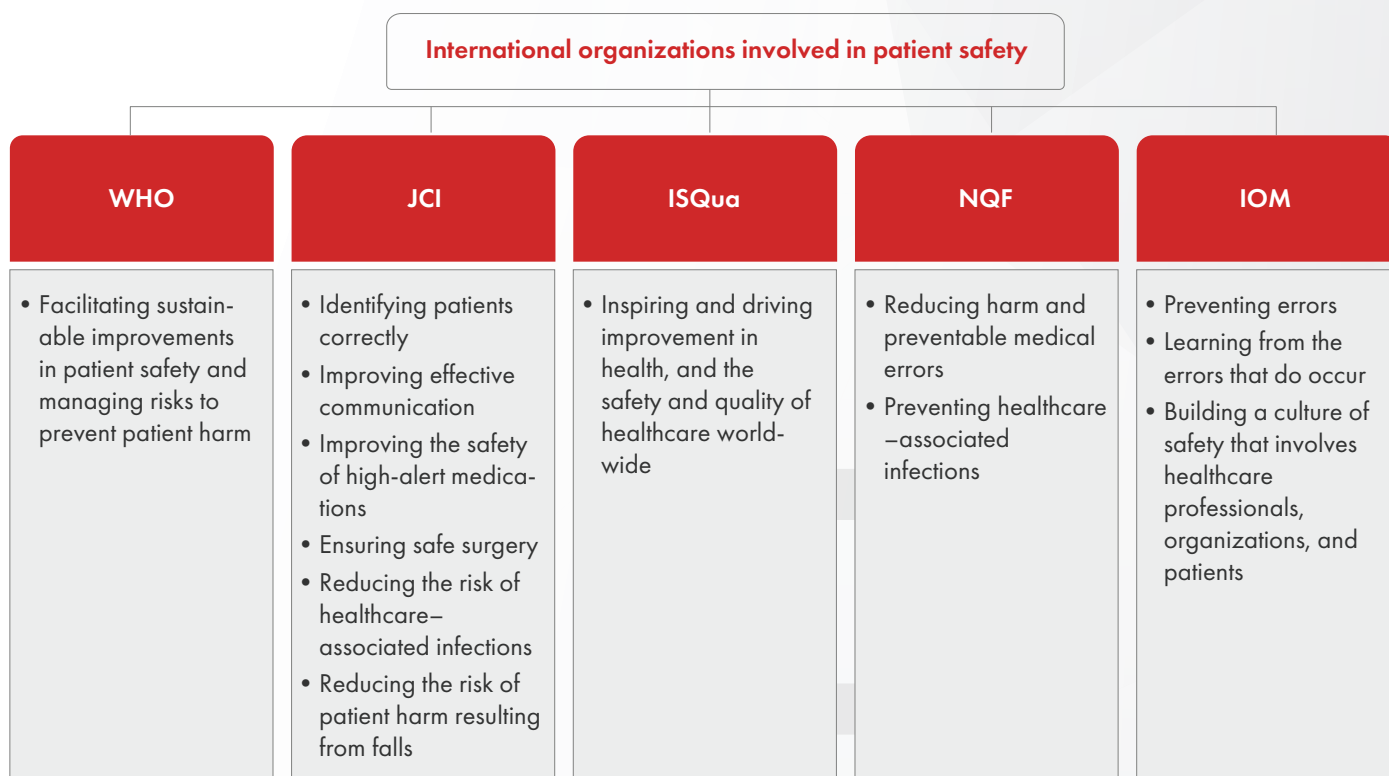 International organizations involved in patient safety
WHO
• Facilitating sustain-
able improvements
in patient safety and
managing risks to
prevent patient harm
JCI
• Identifying patients
correctly
• Improving effective
communication
• Improving the safety
of high-alert medica-
tions
• Ensuring safe surgery
• Reducing the risk of
healthcare–
associated infections
• Reducing the risk of
patient harm resulting
from falls
ISQua
• Inspiring and driving
improvement in
health, and the
safety and quality of
healthcare world-
wide
NQF
• Reducing harm and
preventable medical
errors
• Preventing healthcare
–associated
infections
IOM
• Preventing errors
• Learning from the
errors that do occur
• Building a culture of
safety that involves
healthcare
professionals,
organizations, and
patients